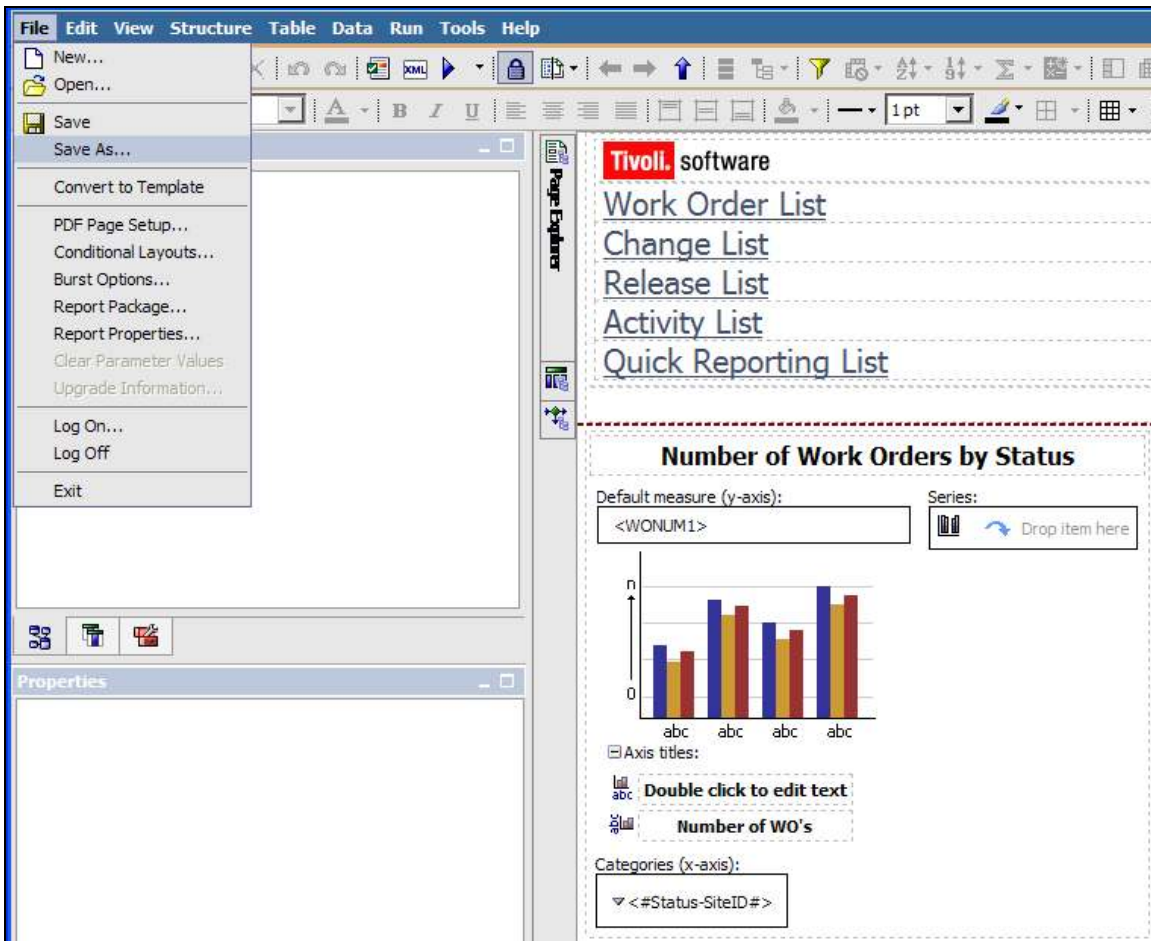 File Edit View Structure Table Data Run Tools Help
New...
Open...
Save
Save As...
Convert to Template
PDF Page Setup...
Conditional Layouts...
Burst Options...
Report Package...
Report Properties...
Clear Parameter Values
Upgrade Information...
Log On...
Log Off
Exit
XML
A B I U 1 pt
Properties
Page Explorer
Tivoli. software
Work Order List
Change List
Release List
Activity List
Quick Reporting List
Number of Work Orders by Status
Default measure (y-axis):
<WONUM1>
Series:
Drop item here
n
0
abc abc abc abc
Axis titles:
abc Double click to edit text
abc Number of WO's
Categories (x-axis):
<#Status-SiteID#>